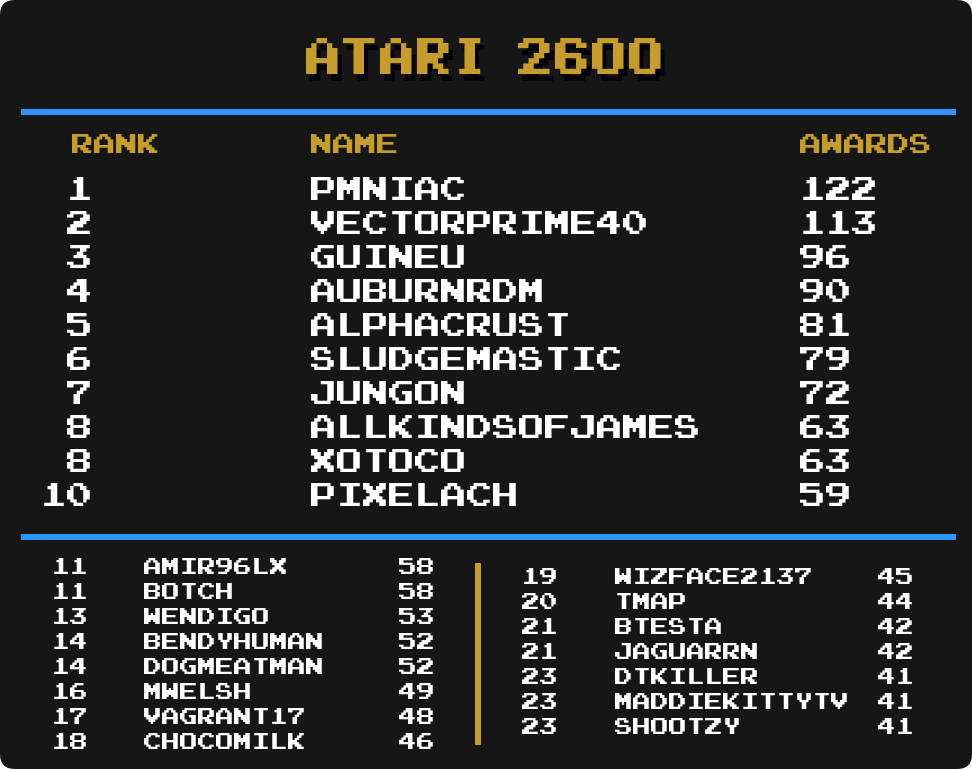 ATARI 2600
RANK NAME AWARDS
1 PMNIAC 122
2 VECTORPRIME40 113
3 GUINEU 96
4 AUBURNRDM 90
5 ALPHACRUST 81
6 SLUDGEMASTIC 79
7 JUNGON 72
8 ALLKINDSOFJAMES 63
8 XOTOCO 63
10 PIXELACH 59
11 AMIR96LX 58
11 BOTCH 58
13 WENDIGO 53
14 BENDYHUMAN 52
14 DOGMEATMAN 52
16 MWELSH 49
17 VAGRANT17 48
18 CHOCOMILK 46
19 WIZFACE2137 45
20 TMAP 44
21 BTESTA 42
21 JAGUARRN 42
23 DTKILLER 41
23 MADDIEKITTYTV 41
23 SHOOTZY 41